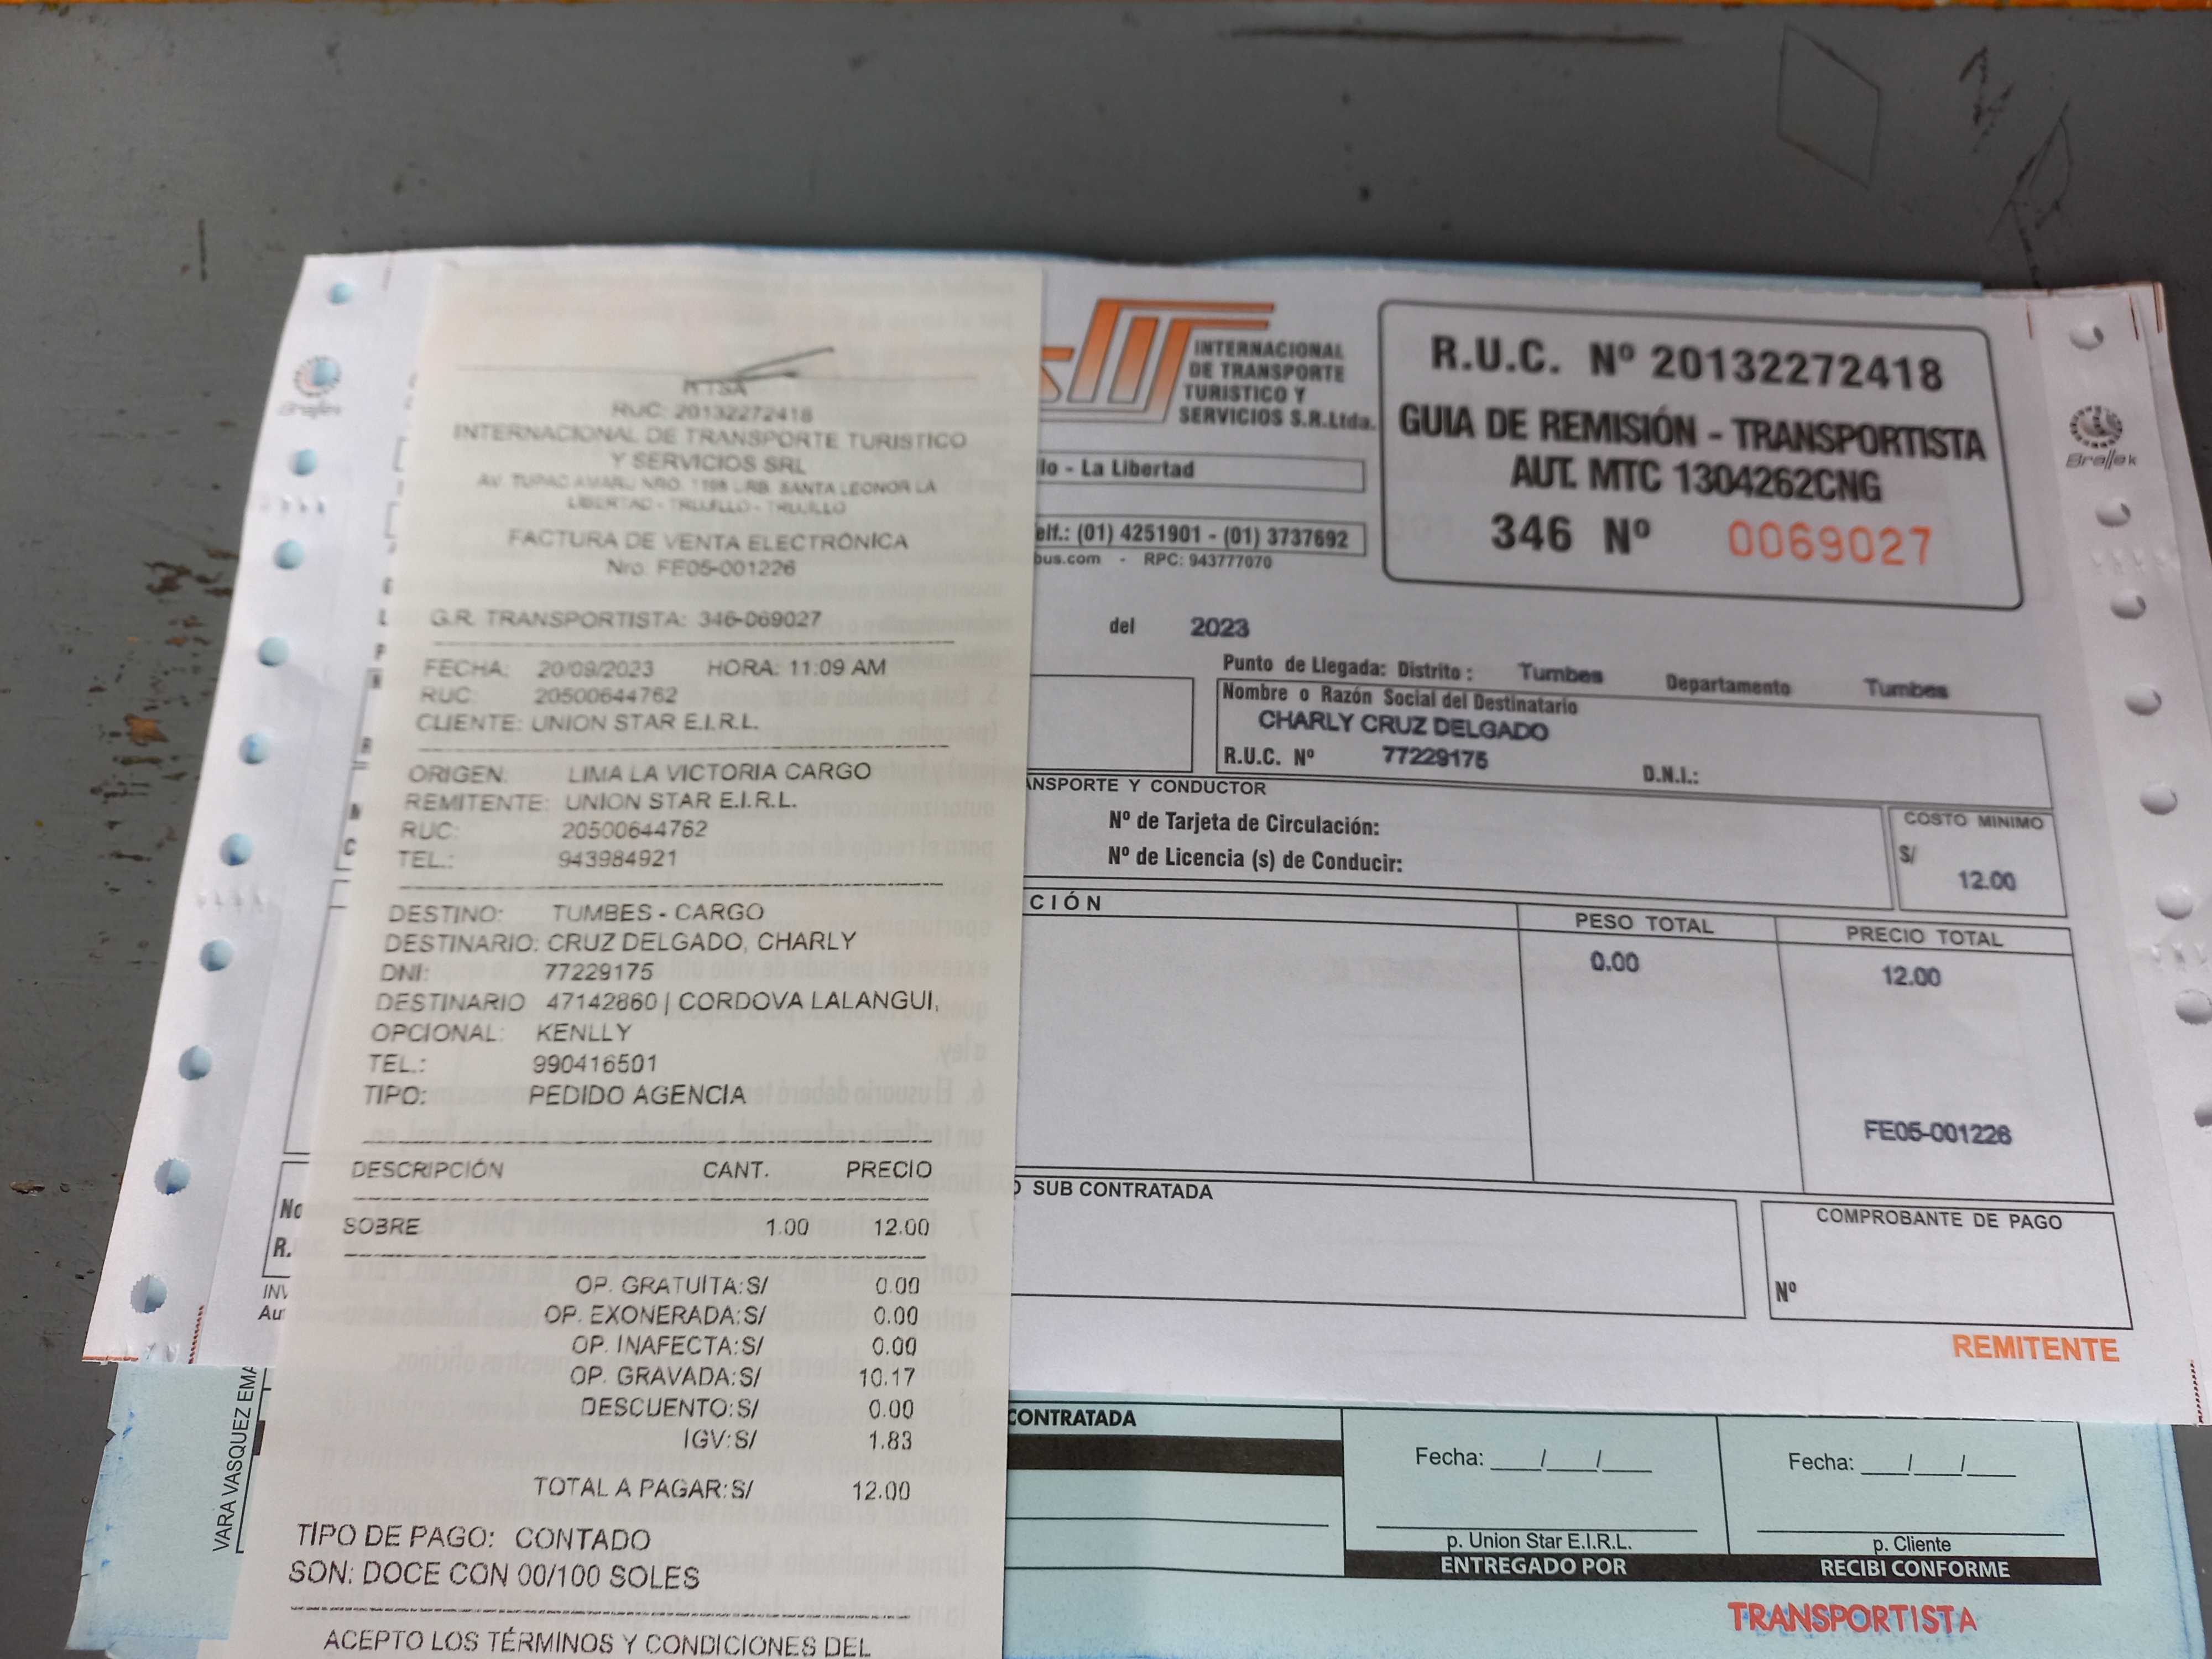 ITTSA
RUC: 20132272418
INTERNACIONAL DE TRANSPORTE TURISTICO
Y SERVICIOS SRL
AV. TUPAC AMARU NRO. 1198 URB. SANTA LEONOR LA
LIBERTAD - TRUJILLO - TRUJILLO
FACTURA DE VENTA ELECTRÓNICA
Nro. FE05-001226
G.R. TRANSPORTISTA: 346-069027
FECHA: 20/09/2023 HORA: 11:09 AM
RUC: 20500644762
CLIENTE: UNION STAR E.I.R.L.
ORIGEN: LIMA LA VICTORIA CARGO
REMITENTE: UNION STAR E.I.R.L.
RUC: 20500644762
TEL.: 943984921
DESTINO: TUMBES - CARGO
DESTINARIO: CRUZ DELGADO, CHARLY
DNI: 77229175
DESTINARIO 47142860 | CORDOVA LALANGUI,
OPCIONAL: KENLLY
TEL.: 990416501
TIPO: PEDIDO AGENCIA
DESCRIPCIÓN CANT. PRECIO
SOBRE 1.00 12.00
OP. GRATUITA:S/ 0.00
OP. EXONERADA:S/ 0.00
OP. INAFECTA:S/ 0.00
OP. GRAVADA:S/ 10.17
DESCUENTO:S/ 0.00
IGV:S/ 1.83
TOTAL A PAGAR:S/ 12.00
TIPO DE PAGO: CONTADO
SON: DOCE CON 00/100 SOLES
ACEPTO LOS TÉRMINOS Y CONDICIONES DEL
INTERNACIONAL
DE TRANSPORTE
TURISTICO Y
SERVICIOS S.R.Ltda.
R.U.C. Nº 20132272418
GUIA DE REMISIÓN - TRANSPORTISTA
AUT. MTC 1304262CNG
346 Nº 0069027
llo - La Libertad
elf.: (01) 4251901 - (01) 3737692
bus.com - RPC: 943777070
del 2023
Punto de Llegada: Distrito : Tumbes Departamento Tumbes
Nombre o Razón Social del Destinatario
CHARLY CRUZ DELGADO
R.U.C. Nº 77229175 D.N.I.:
ANSPORTE Y CONDUCTOR
Nº de Tarjeta de Circulación:
Nº de Licencia (s) de Conducir:
COSTO MINIMO
S/
12.00
CIÓN PESO TOTAL PRECIO TOTAL
0.00 12.00
FE05-001226
SUB CONTRATADA
COMPROBANTE DE PAGO
Nº
REMITENTE
No
R.
INV
Au
Brallek
VARA VASQUEZ EMA
CONTRATADA
Fecha: ___/___/___ Fecha: ___/___/___
p. Union Star E.I.R.L. p. Cliente
ENTREGADO POR RECIBI CONFORME
TRANSPORTISTA